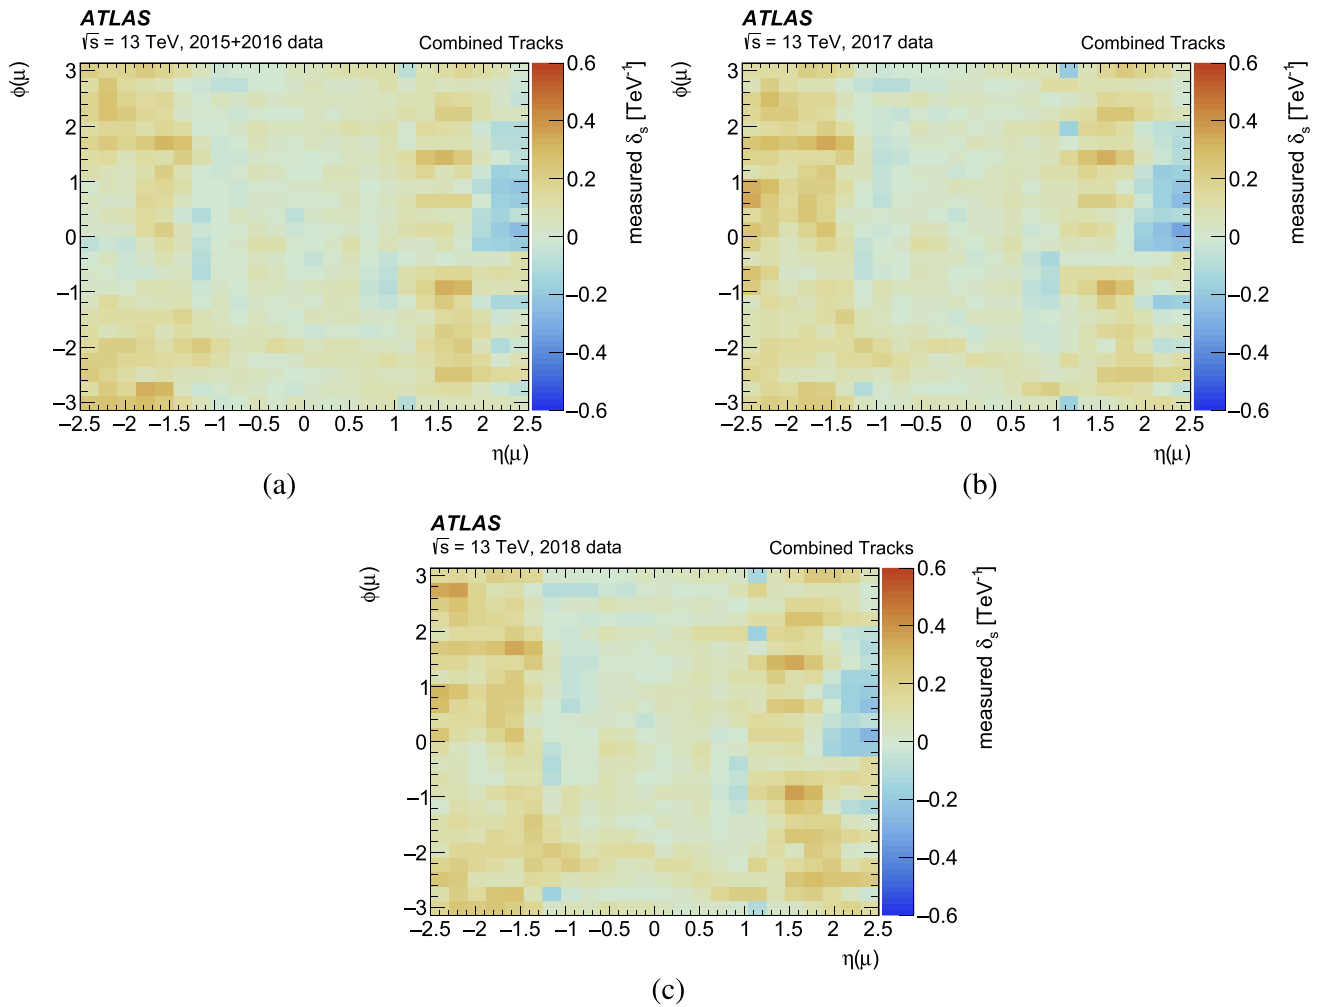 ATLAS
√s = 13 TeV, 2015+2016 data
Combined Tracks
φ(μ)
3
2
1
0
−1
−2
−3
−2.5 −2 −1.5 −1 −0.5 0 0.5 1 1.5 2 2.5
η(μ)
0.6
0.4
0.2
0
−0.2
−0.4
−0.6
measured δs [TeV-1]
(a)
ATLAS
√s = 13 TeV, 2017 data
Combined Tracks
φ(μ)
3
2
1
0
−1
−2
−3
−2.5 −2 −1.5 −1 −0.5 0 0.5 1 1.5 2 2.5
η(μ)
0.6
0.4
0.2
0
−0.2
−0.4
−0.6
measured δs [TeV-1]
(b)
ATLAS
√s = 13 TeV, 2018 data
Combined Tracks
φ(μ)
3
2
1
0
−1
−2
−3
−2.5 −2 −1.5 −1 −0.5 0 0.5 1 1.5 2 2.5
η(μ)
0.6
0.4
0.2
0
−0.2
−0.4
−0.6
measured δs [TeV-1]
(c)